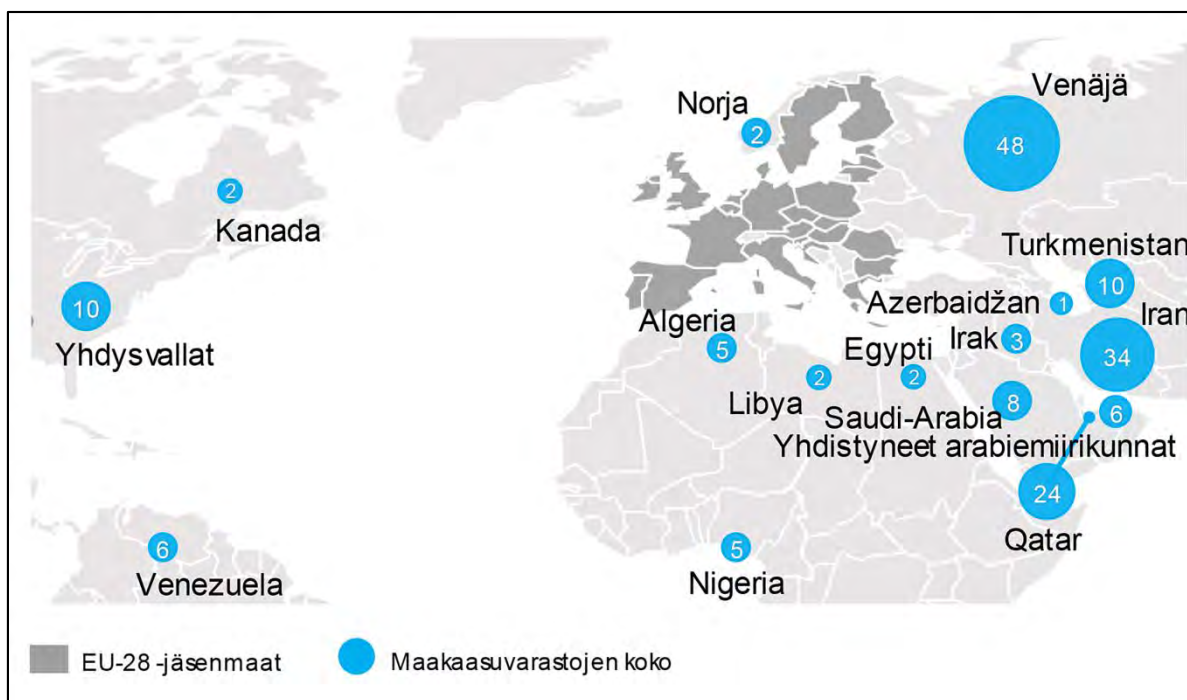 Venäjä
48
Norja
2
2
Kanada
Turkmenistan
10
10
Yhdysvallat
Azerbaidžan
1
Iran
34
Algeria
5
Irak
3
Egypti
2
Libya
2
Saudi-Arabia
8
6
Yhdistyneet arabiemiirikunnat
24
Qatar
6
Venezuela
5
Nigeria
EU-28 -jäsenmaat
Maakaasuvarastojen koko